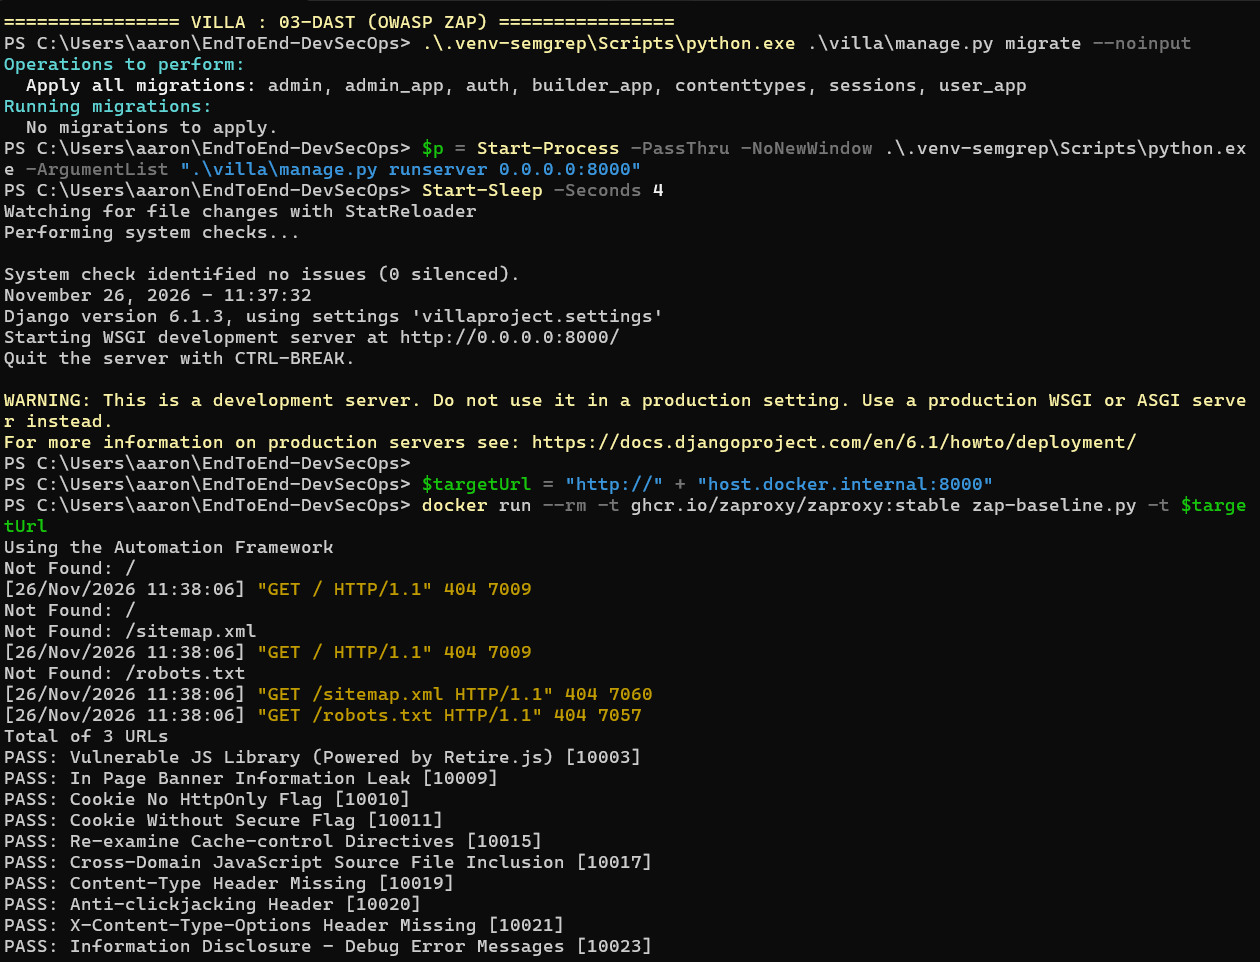 ================ VILLA : 03-DAST (OWASP ZAP) ================
PS C:\Users\aaron\EndToEnd-DevSecOps> .\.venv-semgrep\Scripts\python.exe .\villa\manage.py migrate --noinput
Operations to perform:
  Apply all migrations: admin, admin_app, auth, builder_app, contenttypes, sessions, user_app
Running migrations:
  No migrations to apply.
PS C:\Users\aaron\EndToEnd-DevSecOps> $p = Start-Process -PassThru -NoNewWindow .\.venv-semgrep\Scripts\python.ex
e -ArgumentList ".\villa\manage.py runserver 0.0.0.0:8000"
PS C:\Users\aaron\EndToEnd-DevSecOps> Start-Sleep -Seconds 4
Watching for file changes with StatReloader
Performing system checks...

System check identified no issues (0 silenced).
November 26, 2026 - 11:37:32
Django version 6.1.3, using settings 'villaproject.settings'
Starting WSGI development server at http://0.0.0.0:8000/
Quit the server with CTRL-BREAK.

WARNING: This is a development server. Do not use it in a production setting. Use a production WSGI or ASGI serve
r instead.
For more information on production servers see: https://docs.djangoproject.com/en/6.1/howto/deployment/
PS C:\Users\aaron\EndToEnd-DevSecOps>
PS C:\Users\aaron\EndToEnd-DevSecOps> $targetUrl = "http://" + "host.docker.internal:8000"
PS C:\Users\aaron\EndToEnd-DevSecOps> docker run --rm -t ghcr.io/zaproxy/zaproxy:stable zap-baseline.py -t $targe
tUrl
Using the Automation Framework
Not Found: /
[26/Nov/2026 11:38:06] "GET / HTTP/1.1" 404 7009
Not Found: /
Not Found: /sitemap.xml
[26/Nov/2026 11:38:06] "GET / HTTP/1.1" 404 7009
Not Found: /robots.txt
[26/Nov/2026 11:38:06] "GET /sitemap.xml HTTP/1.1" 404 7060
[26/Nov/2026 11:38:06] "GET /robots.txt HTTP/1.1" 404 7057
Total of 3 URLs
PASS: Vulnerable JS Library (Powered by Retire.js) [10003]
PASS: In Page Banner Information Leak [10009]
PASS: Cookie No HttpOnly Flag [10010]
PASS: Cookie Without Secure Flag [10011]
PASS: Re-examine Cache-control Directives [10015]
PASS: Cross-Domain JavaScript Source File Inclusion [10017]
PASS: Content-Type Header Missing [10019]
PASS: Anti-clickjacking Header [10020]
PASS: X-Content-Type-Options Header Missing [10021]
PASS: Information Disclosure - Debug Error Messages [10023]